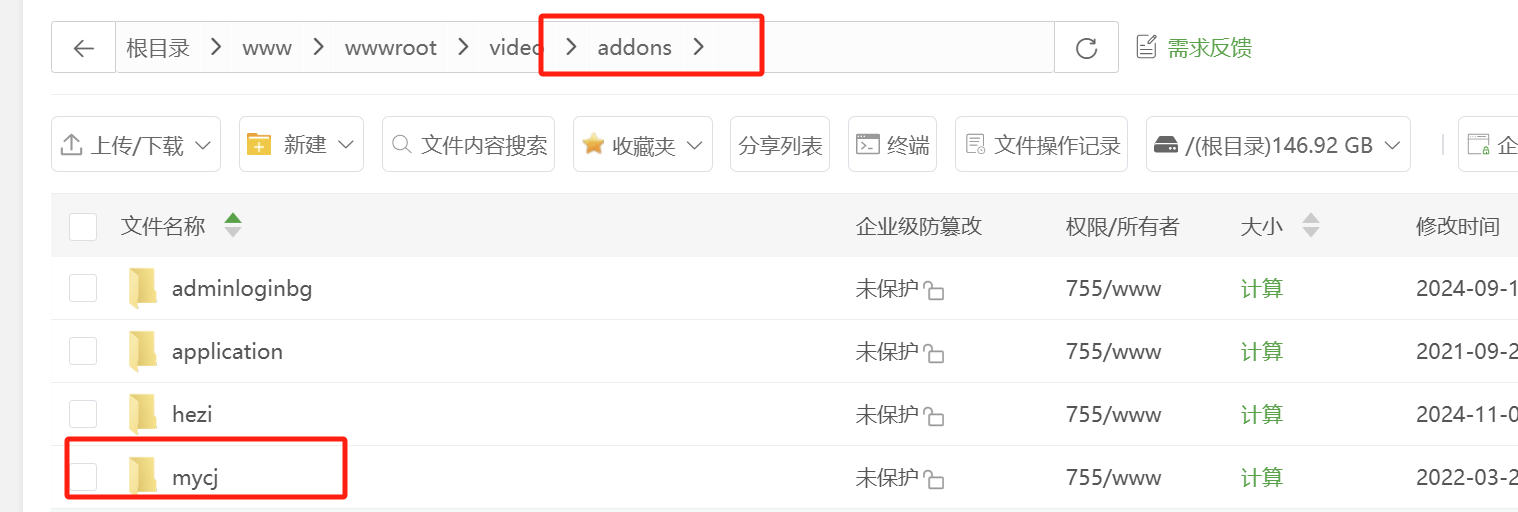 根目录 > www > wwwroot > video > addons > 需求反馈
上传/下载 新建 文件内容搜索 收藏夹 分享列表 终端 文件操作记录 /(根目录)146.92 GB 企
文件名称 企业级防篡改 权限/所有者 大小 修改时间
adminloginbg 未保护 755/www 计算 2024-09-1
application 未保护 755/www 计算 2021-09-2
hezi 未保护 755/www 计算 2024-11-0
mycj 未保护 755/www 计算 2022-03-2